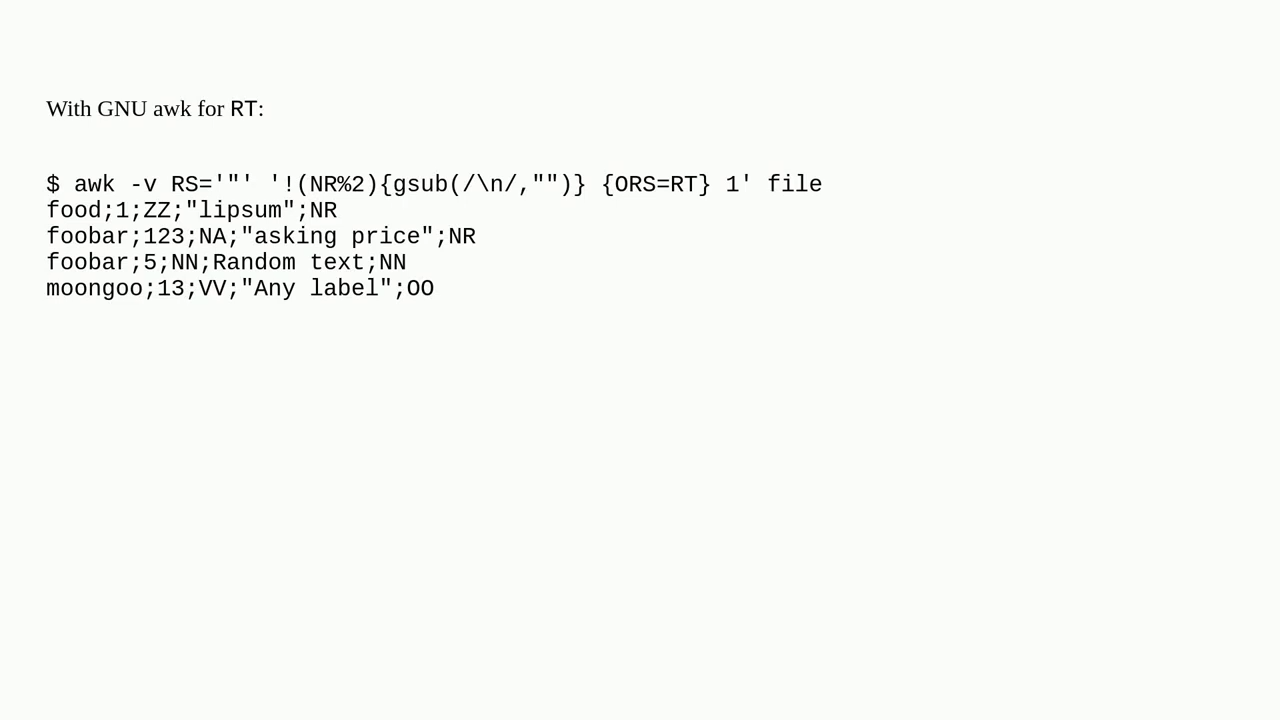 With GNU awk for RT:
$ awk -v RS='"' '!(NR%2){gsub(/\n/,"")} {ORS=RT} 1' file
food;1;ZZ;"lipsum";NR
foobar;123;NA;"asking price";NR
foobar;5;NN;Random text;NN
moongoo;13;VV;"Any label";OO